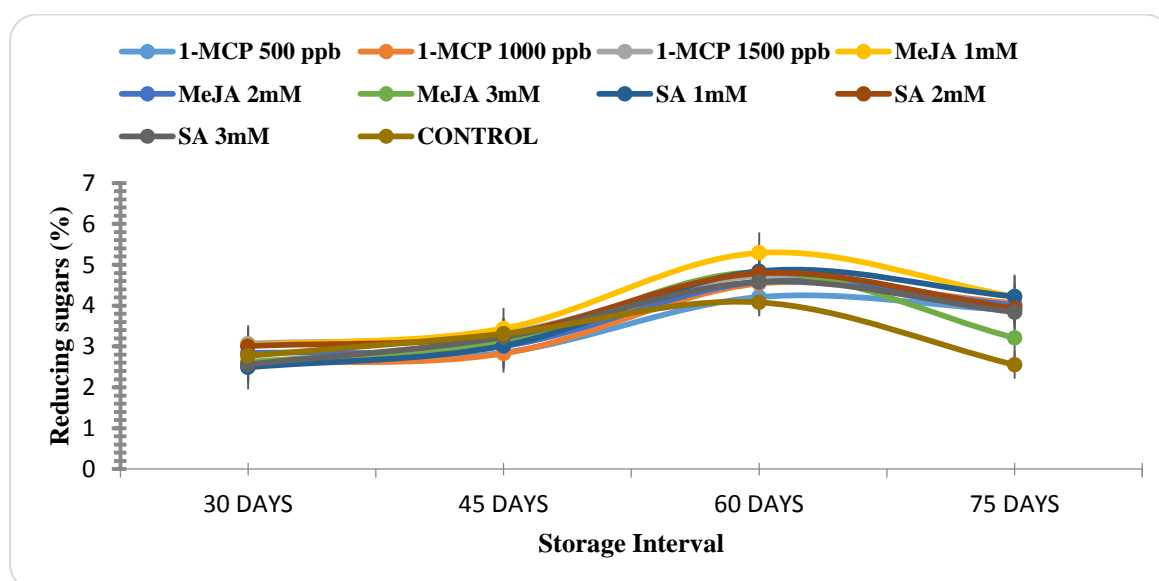 1-MCP 500 ppb 1-MCP 1000 ppb 1-MCP 1500 ppb MeJA 1mM
MeJA 2mM MeJA 3mM SA 1mM SA 2mM
SA 3mM CONTROL
7
6
5
4
3
2
1
0
Reducing sugars (%)
30 DAYS 45 DAYS 60 DAYS 75 DAYS
Storage Interval